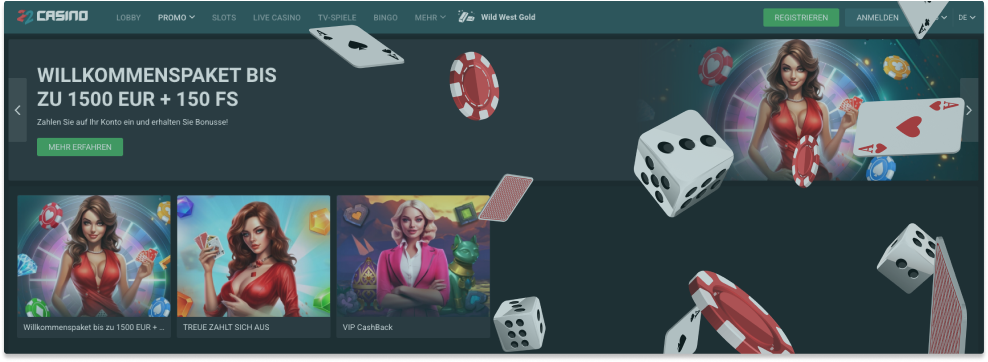 22 CASINO LOBBY PROMO SLOTS LIVE CASINO TV-SPIELE BINGO MEHR Wild West Gold REGISTRIEREN ANMELDEN DE
WILLKOMMENSPAKET BIS
ZU 1500 EUR + 150 FS
Zahlen Sie auf Ihr Konto ein und erhalten Sie Bonusse!
MEHR ERFAHREN
A
A
Willkommenspaket bis zu 1500 EUR + ...
TREUE ZAHLT SICH AUS
VIP CashBack